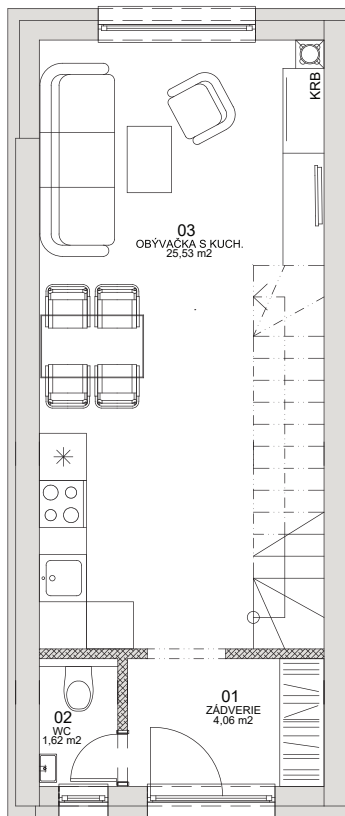 KRB
03
OBÝVAČKA S KUCH.
25,53 m2
01
ZÁDVERIE
4,06 m2
02
WC
1,62 m2